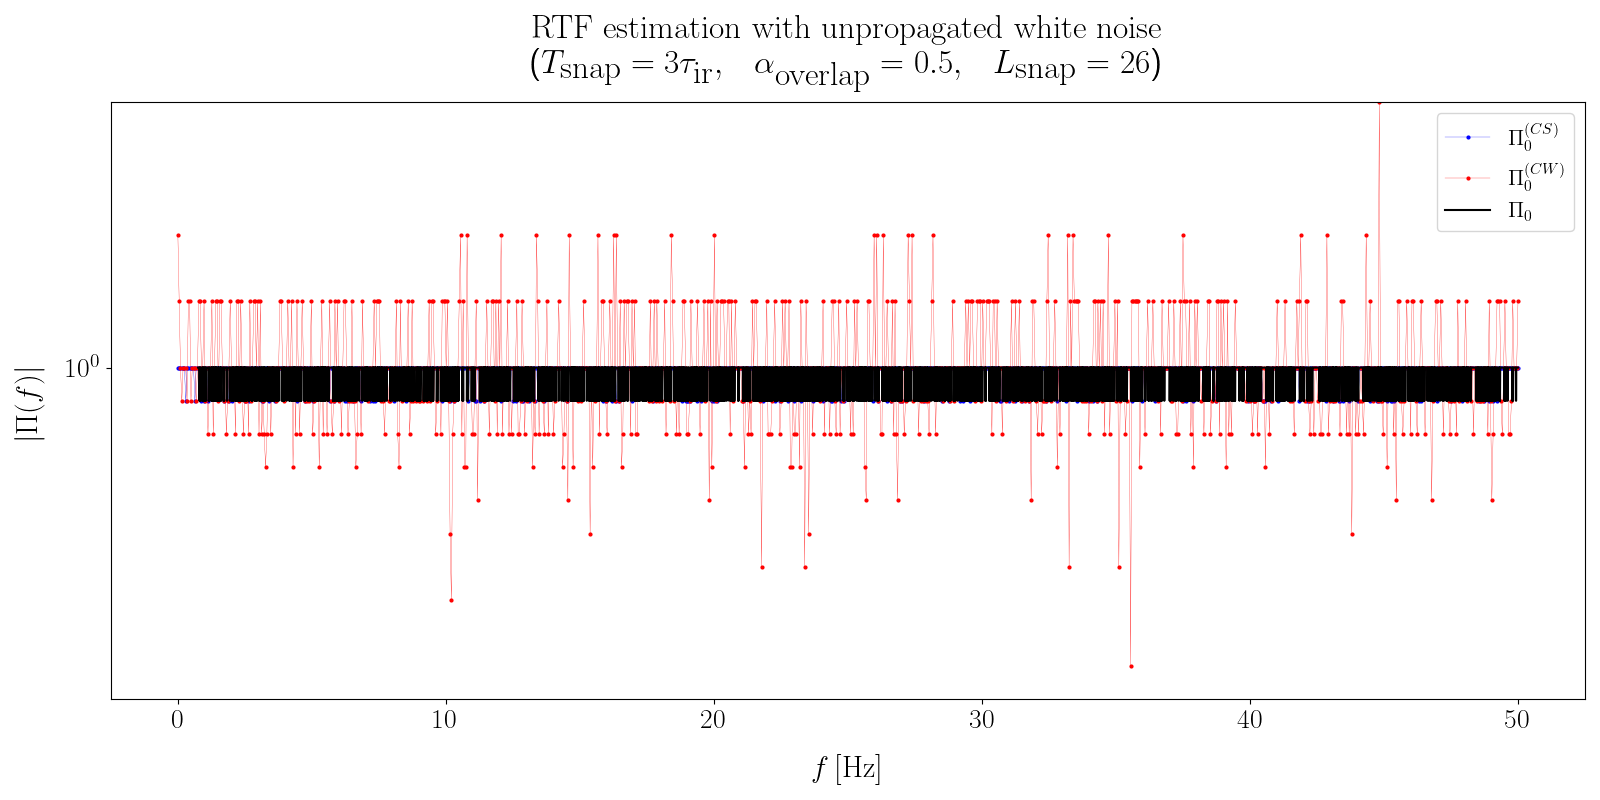 RTF estimation with unpropagated white noise
(T_snap = 3τ_ir, α_overlap = 0.5, L_snap = 26)
Π_0^(CS)
Π_0^(CW)
Π_0
|Π(f)|
10^0
0 10 20 30 40 50
f [Hz]